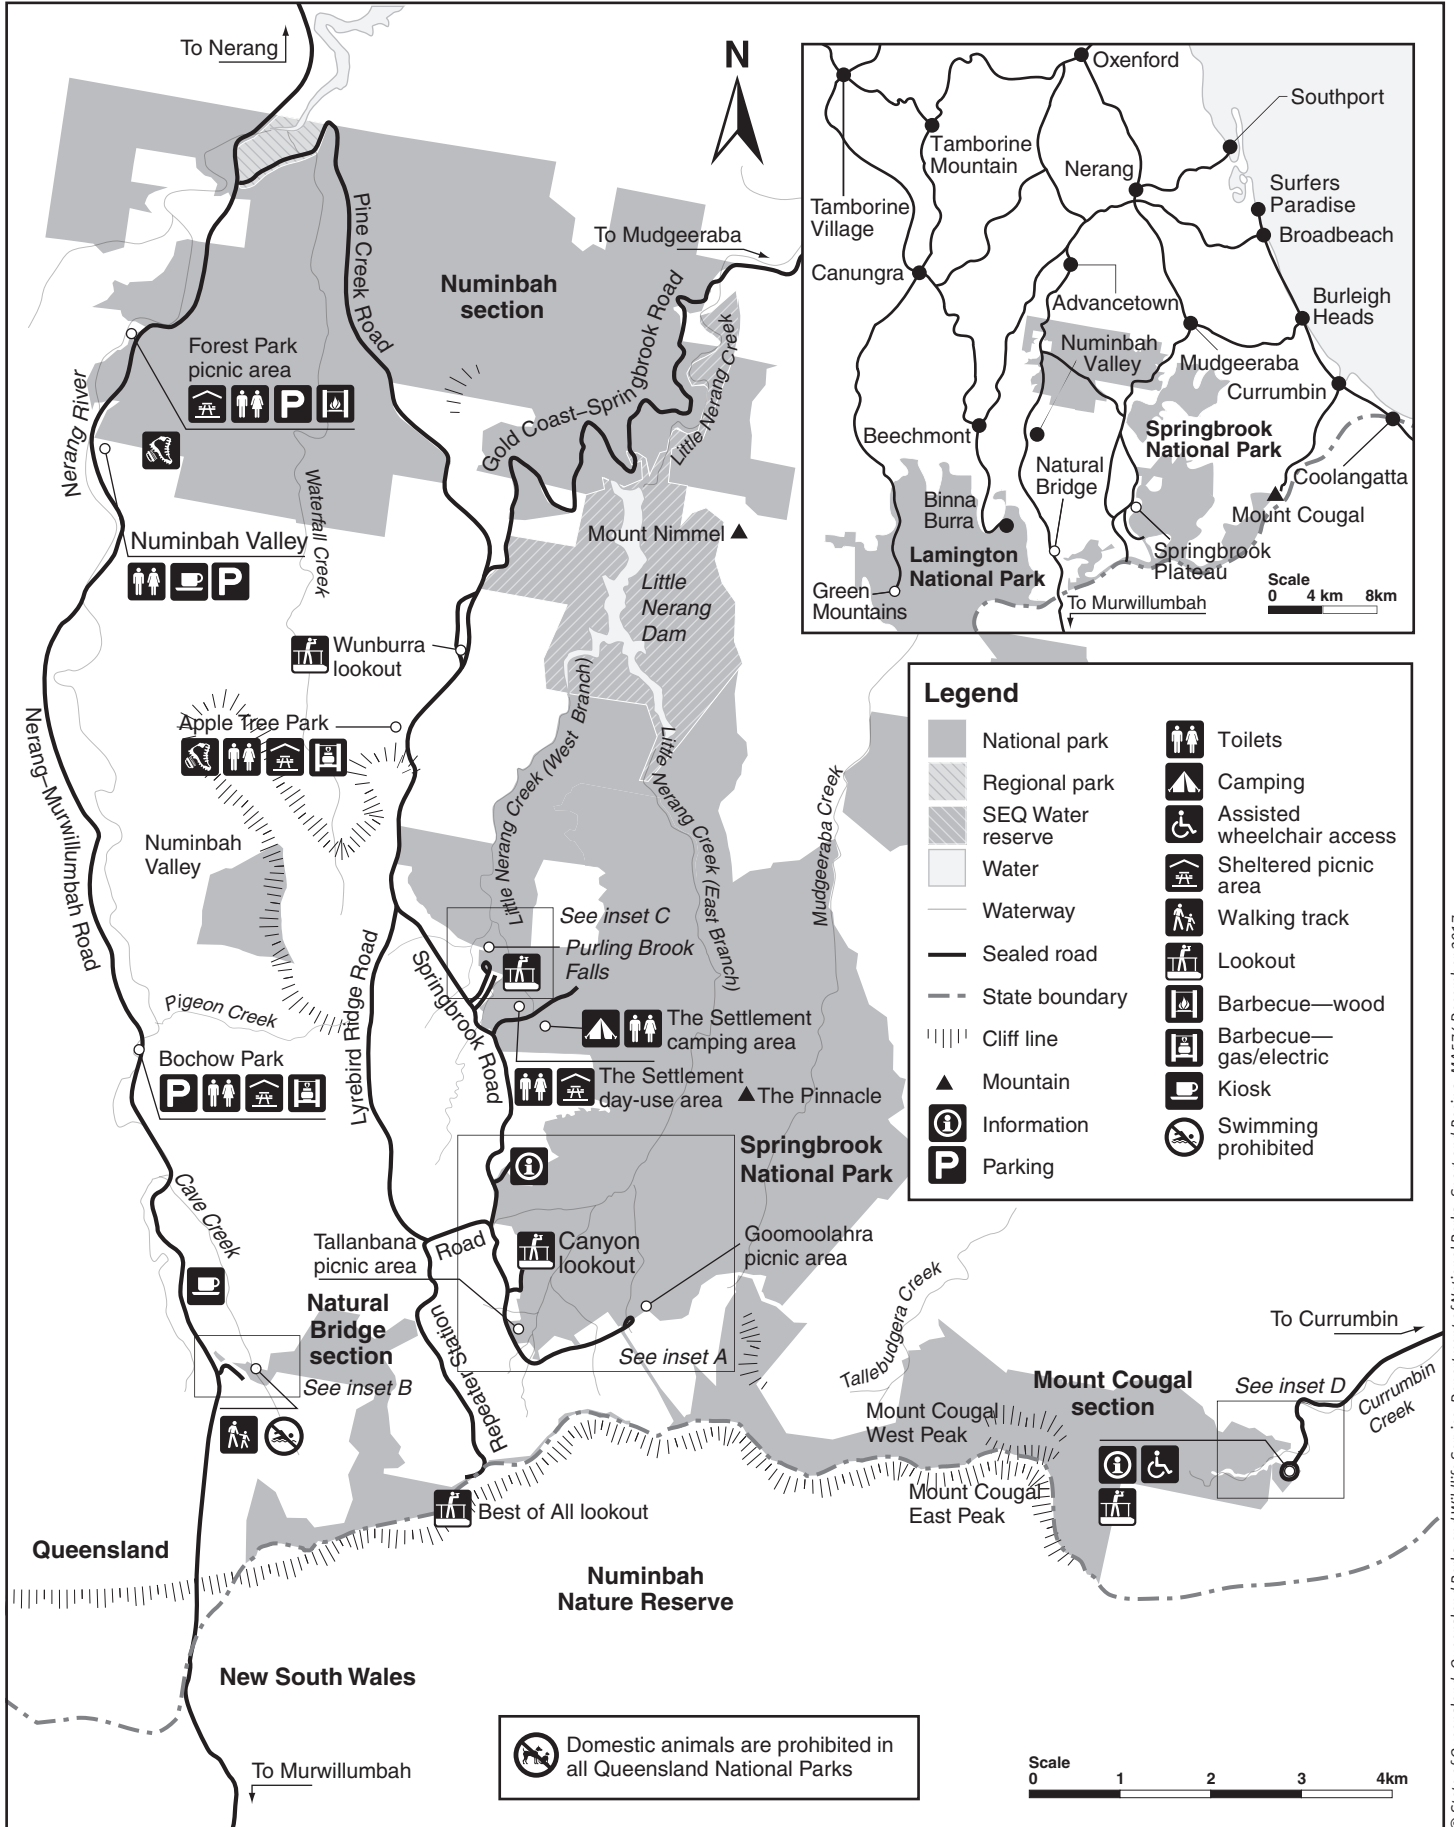 To Nerang
N
Pine Creek Road
To Mudgeeraba
Numinbah
section
Forest Park
picnic area
P
Nerang River
Gold Coast–Springbrook Road
Little Nerang Creek
Little Nerang Creek
Waterfall Creek
Numinbah Valley
P
Mount Nimmel
Little
Nerang
Dam
Wunburra
lookout
Apple Tree Park
Nerang–Murwillumbah Road
Little Nerang Creek (West Branch)
Little Nerang Creek (East Branch)
Mudgeeraba Creek
Numinbah
Valley
See inset C
Purling Brook
Falls
Lyrebird Ridge Road
Springbrook Road
Pigeon Creek
The Settlement
camping area
Bochow Park
P
The Settlement
day-use area
The Pinnacle
Springbrook
National Park
Cave Creek
Tallanbana
picnic area
Road
Canyon
lookout
Goomoolahra
picnic area
Natural
Bridge
section
Repeater Station
See inset A
See inset B
Tallebudgera Creek
To Currumbin
Mount Cougal
section
See inset D
Currumbin
Creek
Mount Cougal
West Peak
Mount Cougal
East Peak
Best of All lookout
Queensland
Numinbah
Nature Reserve
New South Wales
To Murwillumbah
Domestic animals are prohibited in
all Queensland National Parks
Scale
0 1 2 3 4km
Oxenford
Southport
Tamborine
Mountain
Nerang
Surfers
Paradise
Tamborine
Village
Broadbeach
Canungra
Advancetown
Burleigh
Heads
Numinbah
Valley
Mudgeeraba
Currumbin
Beechmont
Springbrook
National Park
Natural
Bridge
Coolangatta
Binna
Burra
Mount Cougal
Lamington
National Park
Springbrook
Plateau
Green
Mountains
To Murwillumbah
Scale
0 4 km 8km
Legend
National park
Regional park
SEQ Water
reserve
Water
Waterway
Sealed road
State boundary
Cliff line
Mountain
Information
P
Parking
Toilets
Camping
Assisted
wheelchair access
Sheltered picnic
area
Walking track
Lookout
Barbecue—wood
Barbecue—
gas/electric
Kiosk
Swimming
prohibited